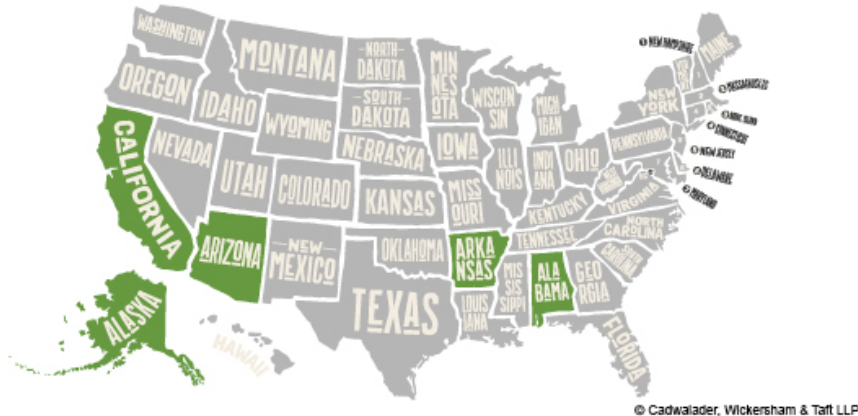 WASHINGTON
OREGON
CALIFORNIA
NEVADA
IDAHO
MONTANA
WYOMING
UTAH
ARIZONA
COLORADO
NEW
MEXICO
NORTH
DAKOTA
SOUTH
DAKOTA
NEBRASKA
KANSAS
OKLAHOMA
TEXAS
MIN
NES
OTA
IOWA
MISS
OURI
ARKA
NSAS
LOUIS
IANA
WISCON
SIN
ILLI
NOIS
MICH
IGAN
INDI
ANA
OHIO
KENTUCKY
TENNESSEE
MIS
SIS
SIPPI
ALA
BAMA
GEO
RGIA
FLORIDA
SOUTH
CAROLINA
NORTH
CAROLINA
VIRGINIA
WEST
VIRGINIA
PENNSYLVANIA
NEW
YORK
MAINE
NEW HAMPSHIRE
MASSACHUSETTS
CONNECTICUT
NEW JERSEY
DELAWARE
MARYLAND
ALASKA
HAWAII
© Cadwalader, Wickersham & Taft LLP